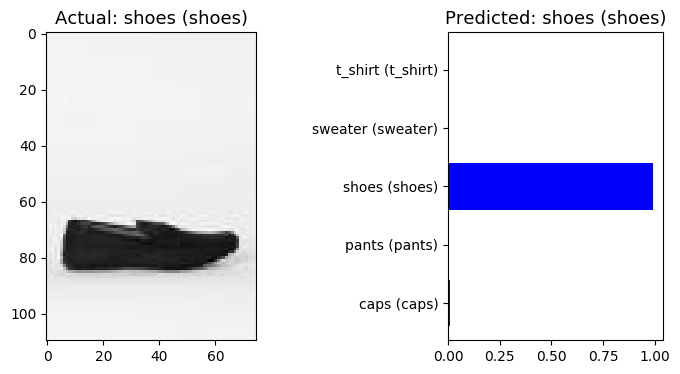 Actual: shoes (shoes)
0
20
40
60
80
100
0 20 40 60
Predicted: shoes (shoes)
t_shirt (t_shirt)
sweater (sweater)
shoes (shoes)
pants (pants)
caps (caps)
0.00 0.25 0.50 0.75 1.00